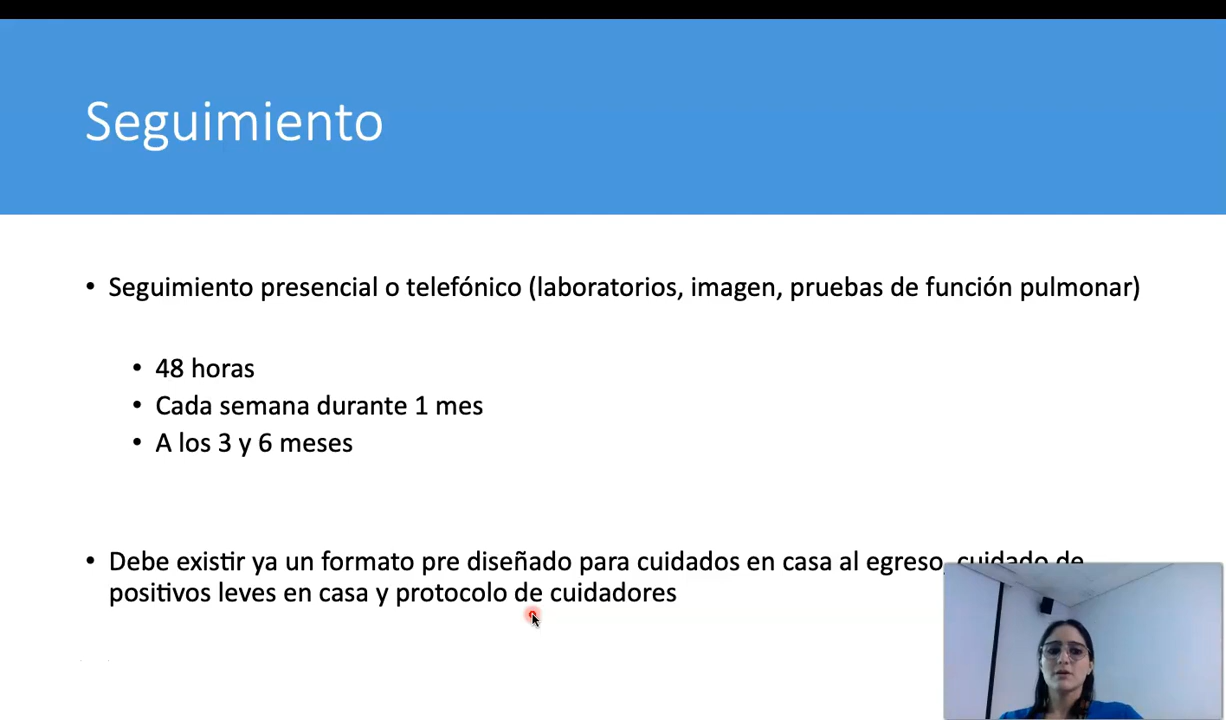 Seguimiento
• Seguimiento presencial o telefónico (laboratorios, imagen, pruebas de función pulmonar)
• 48 horas
• Cada semana durante 1 mes
• A los 3 y 6 meses
• Debe existir ya un formato pre diseñado para cuidados en casa al egreso, cuidado de
positivos leves en casa y protocolo de cuidadores